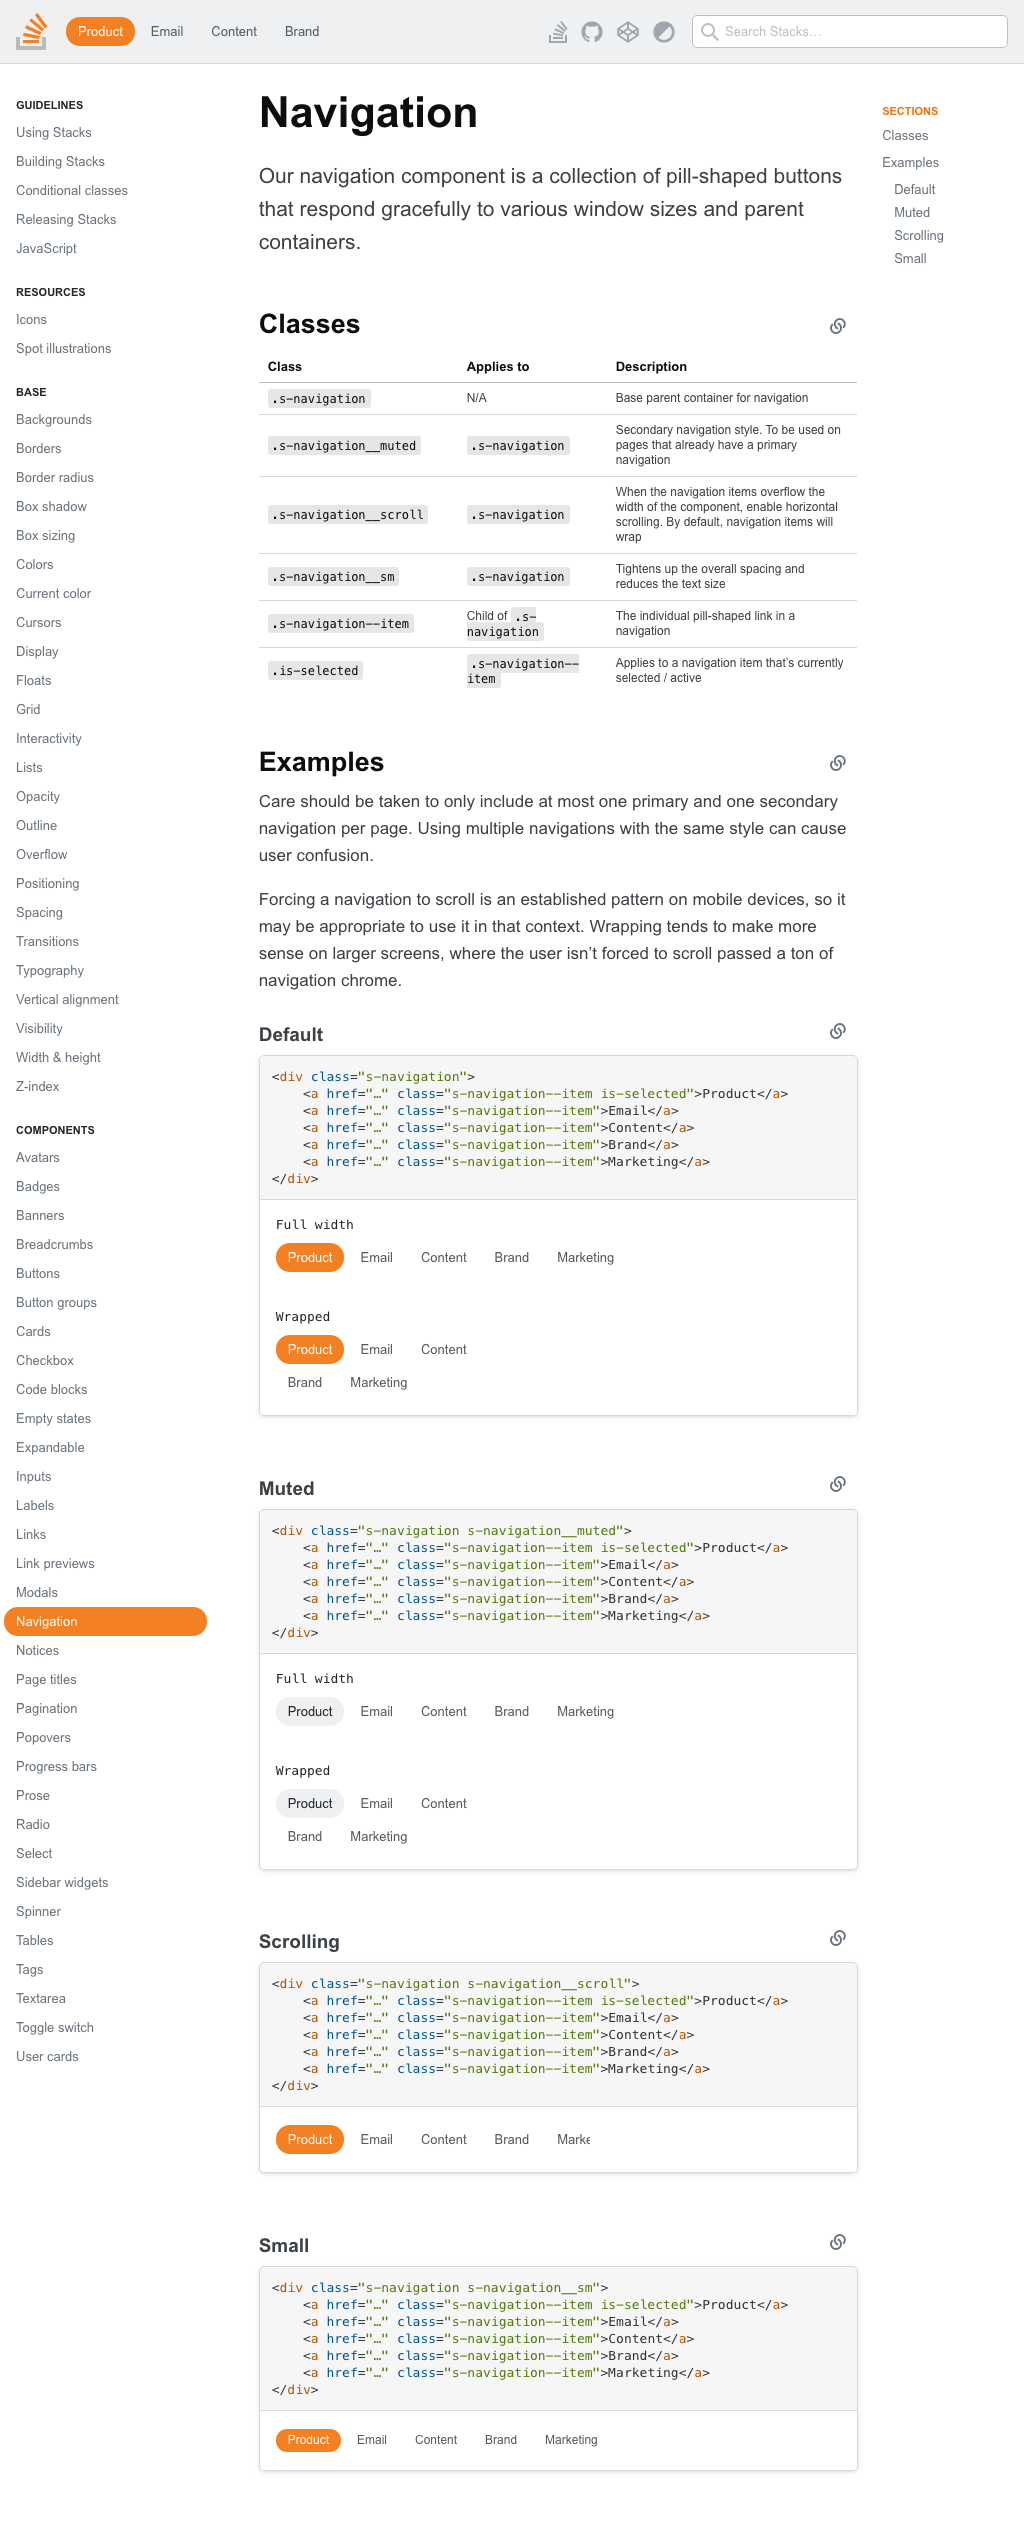 Product Email Content Brand
Search Stacks…
GUIDELINES
Using Stacks
Building Stacks
Conditional classes
Releasing Stacks
JavaScript
RESOURCES
Icons
Spot illustrations
BASE
Backgrounds
Borders
Border radius
Box shadow
Box sizing
Colors
Current color
Cursors
Display
Floats
Grid
Interactivity
Lists
Opacity
Outline
Overflow
Positioning
Spacing
Transitions
Typography
Vertical alignment
Visibility
Width & height
Z-index
COMPONENTS
Avatars
Badges
Banners
Breadcrumbs
Buttons
Button groups
Cards
Checkbox
Code blocks
Empty states
Expandable
Inputs
Labels
Links
Link previews
Modals
Navigation
Notices
Page titles
Pagination
Popovers
Progress bars
Prose
Radio
Select
Sidebar widgets
Spinner
Tables
Tags
Textarea
Toggle switch
User cards
Navigation
Our navigation component is a collection of pill-shaped buttons
that respond gracefully to various window sizes and parent
containers.
Classes
Class Applies to Description
.s-navigation N/A Base parent container for navigation
.s-navigation__muted .s-navigation Secondary navigation style. To be used on
pages that already have a primary
navigation
.s-navigation__scroll .s-navigation When the navigation items overflow the
width of the component, enable horizontal
scrolling. By default, navigation items will
wrap
.s-navigation__sm .s-navigation Tightens up the overall spacing and
reduces the text size
.s-navigation--item Child of .s-
navigation The individual pill-shaped link in a
navigation
.is-selected .s-navigation--
item Applies to a navigation item that's currently
selected / active
Examples
Care should be taken to only include at most one primary and one secondary
navigation per page. Using multiple navigations with the same style can cause
user confusion.
Forcing a navigation to scroll is an established pattern on mobile devices, so it
may be appropriate to use it in that context. Wrapping tends to make more
sense on larger screens, where the user isn't forced to scroll passed a ton of
navigation chrome.
Default
<div class="s-navigation">
<a href="…" class="s-navigation--item is-selected">Product</a>
<a href="…" class="s-navigation--item">Email</a>
<a href="…" class="s-navigation--item">Content</a>
<a href="…" class="s-navigation--item">Brand</a>
<a href="…" class="s-navigation--item">Marketing</a>
</div>
Full width
Product Email Content Brand Marketing
Wrapped
Product Email Content
Brand Marketing
Muted
<div class="s-navigation s-navigation__muted">
<a href="…" class="s-navigation--item is-selected">Product</a>
<a href="…" class="s-navigation--item">Email</a>
<a href="…" class="s-navigation--item">Content</a>
<a href="…" class="s-navigation--item">Brand</a>
<a href="…" class="s-navigation--item">Marketing</a>
</div>
Full width
Product Email Content Brand Marketing
Wrapped
Product Email Content
Brand Marketing
Scrolling
<div class="s-navigation s-navigation__scroll">
<a href="…" class="s-navigation--item is-selected">Product</a>
<a href="…" class="s-navigation--item">Email</a>
<a href="…" class="s-navigation--item">Content</a>
<a href="…" class="s-navigation--item">Brand</a>
<a href="…" class="s-navigation--item">Marketing</a>
</div>
Product Email Content Brand Marke
Small
<div class="s-navigation s-navigation__sm">
<a href="…" class="s-navigation--item is-selected">Product</a>
<a href="…" class="s-navigation--item">Email</a>
<a href="…" class="s-navigation--item">Content</a>
<a href="…" class="s-navigation--item">Brand</a>
<a href="…" class="s-navigation--item">Marketing</a>
</div>
Product Email Content Brand Marketing
SECTIONS
Classes
Examples
Default
Muted
Scrolling
Small